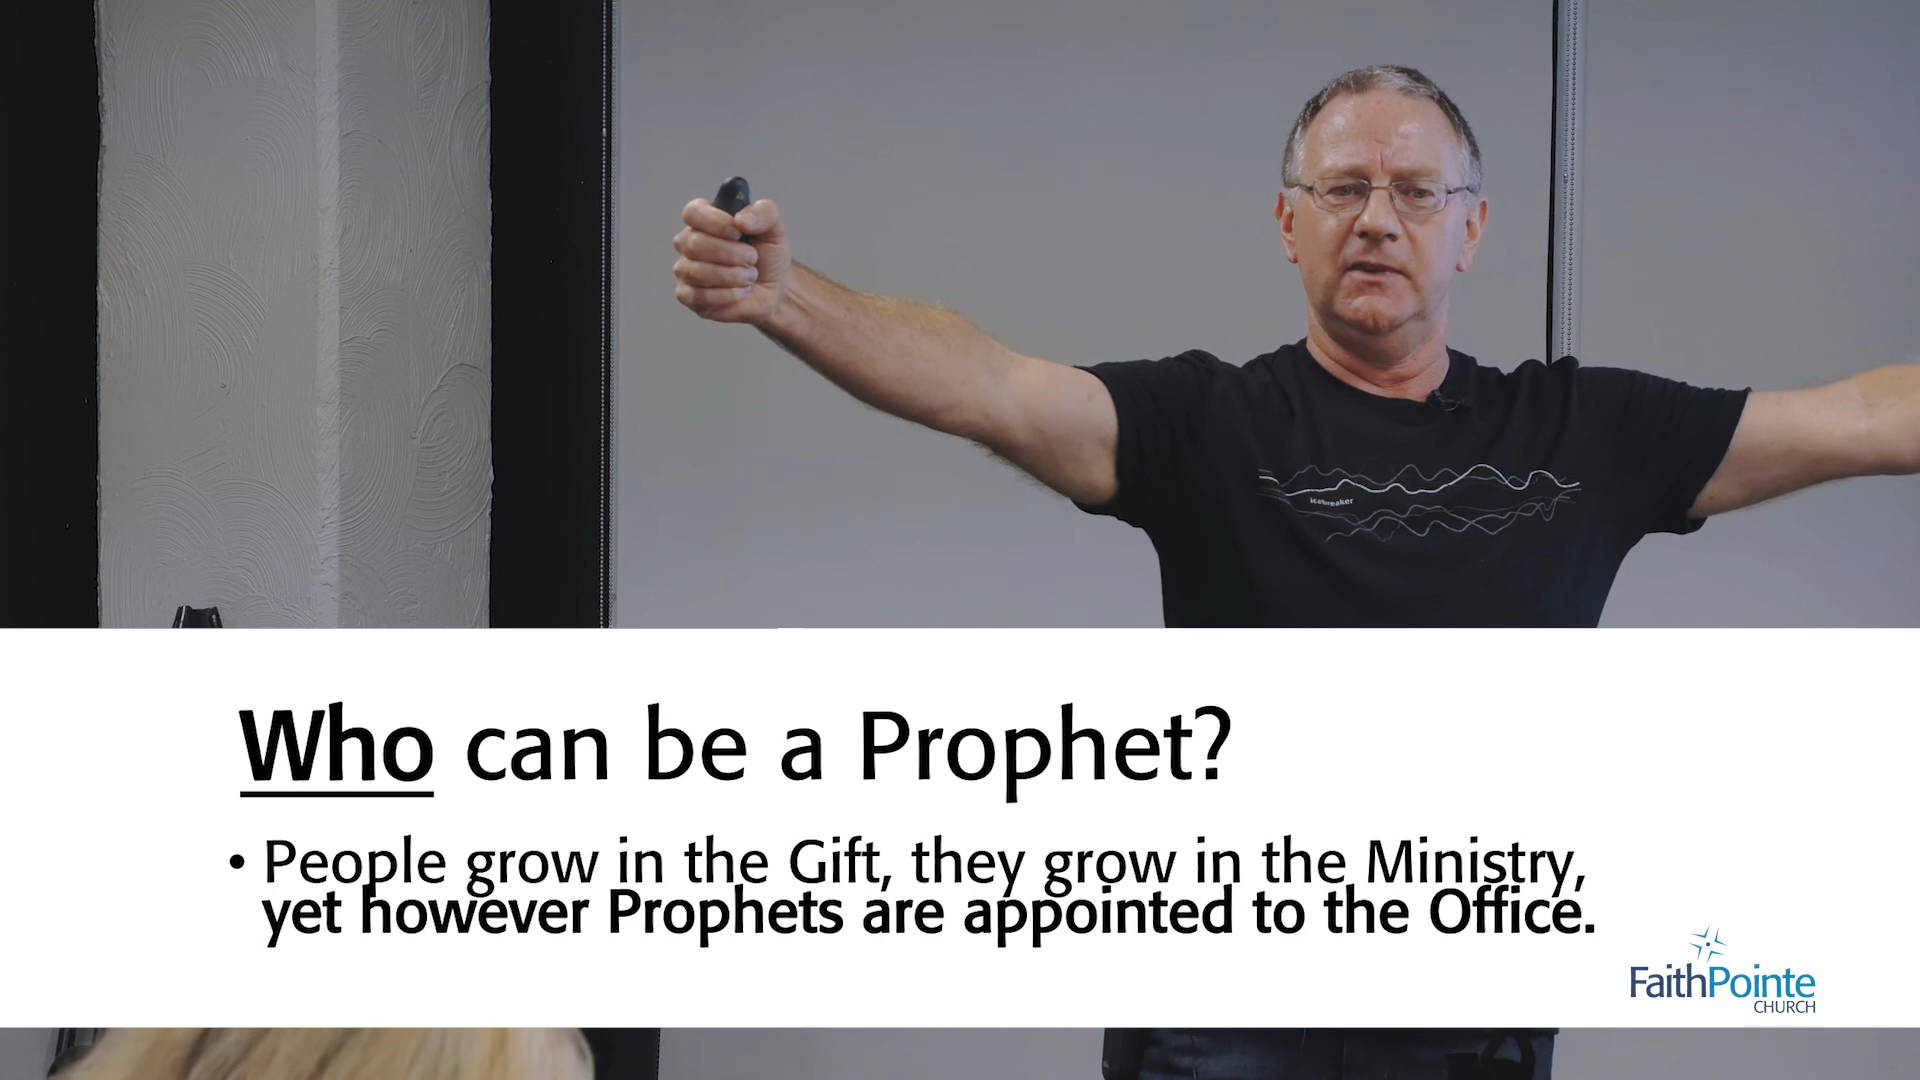 icebreaker
Who can be a Prophet?
• People grow in the Gift, they grow in the Ministry,
yet however Prophets are appointed to the Office.
FaithPointe
CHURCH